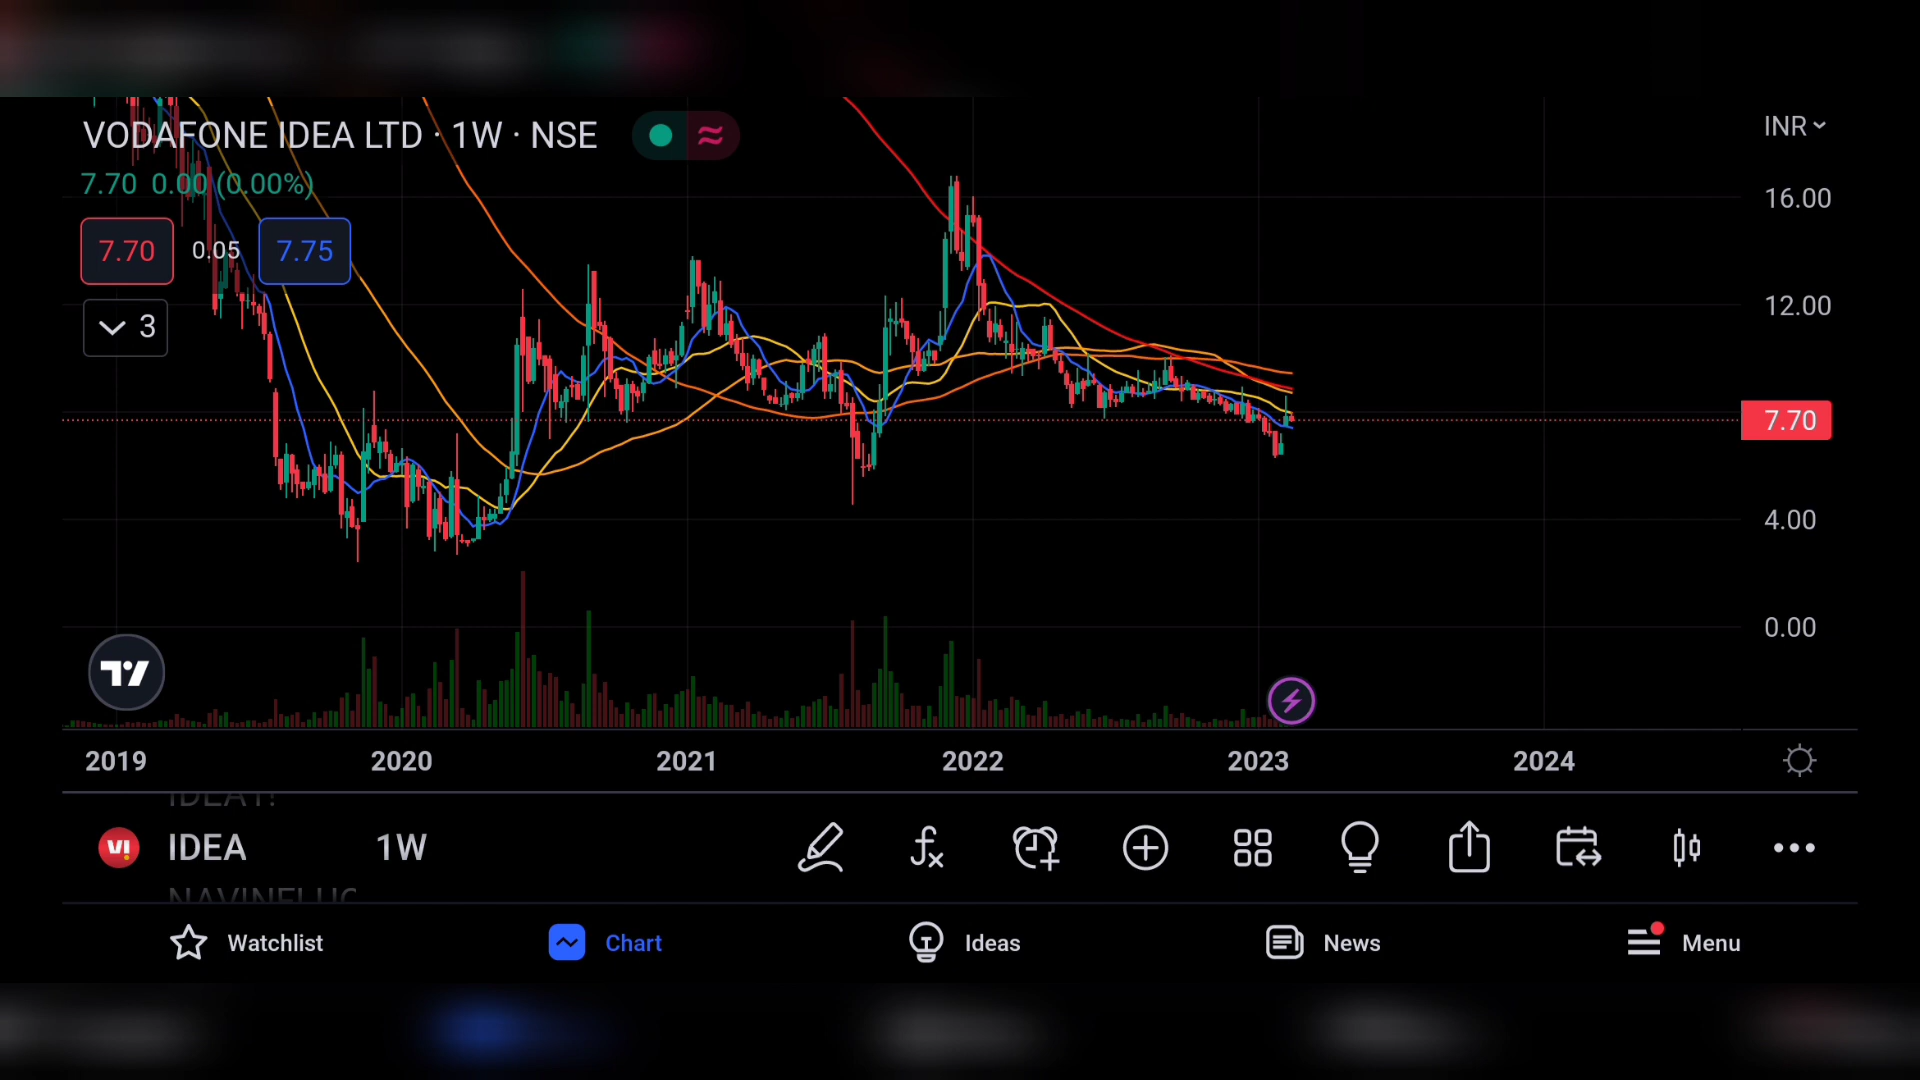 VODAFONE IDEA LTD · 1W · NSE
INR
7.70 0.00 (0.00%)
7.70 0.05 7.75
3
16.00
12.00
7.70
4.00
0.00
2019 2020 2021 2022 2023 2024
VI IDEA 1W
Watchlist Chart Ideas News Menu